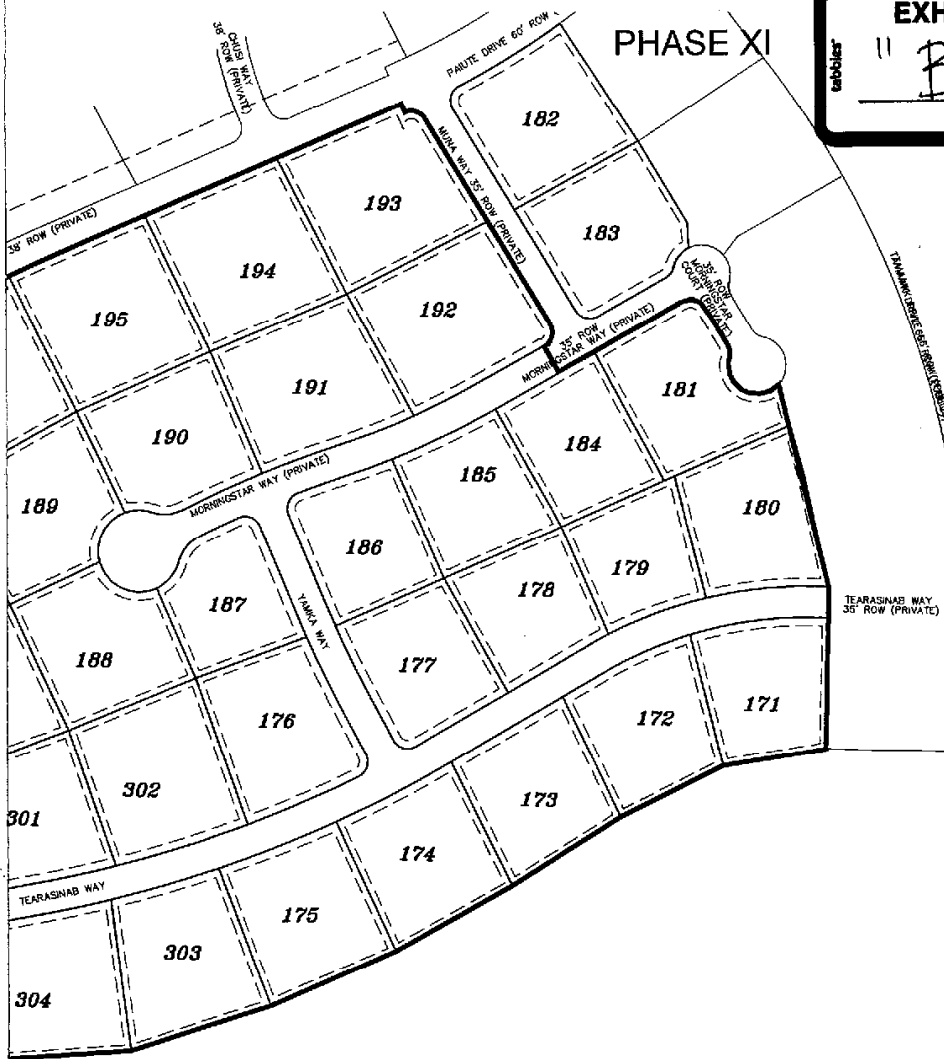 EXH
tabbies'
" B
PHASE XI
CHUSI WAY
38' ROW (PRIVATE)
PAIUTE DRIVE 60' ROW (
182
MUNA WAY 35' ROW (PRIVATE)
193
183
38' ROW (PRIVATE)
194
35' ROW
MORNINGSTAR
COURT (PRIVATE)
195
192
35' ROW
MORNINGSTAR WAY (PRIVATE)
191
181
190
184
MORNINGSTAR WAY (PRIVATE)
185
189
180
186
179
178
187
YAMKA WAY
TEARASINAB WAY
35' ROW (PRIVATE)
188
177
171
176
172
302
173
301
174
TEARASINAB WAY
175
303
304